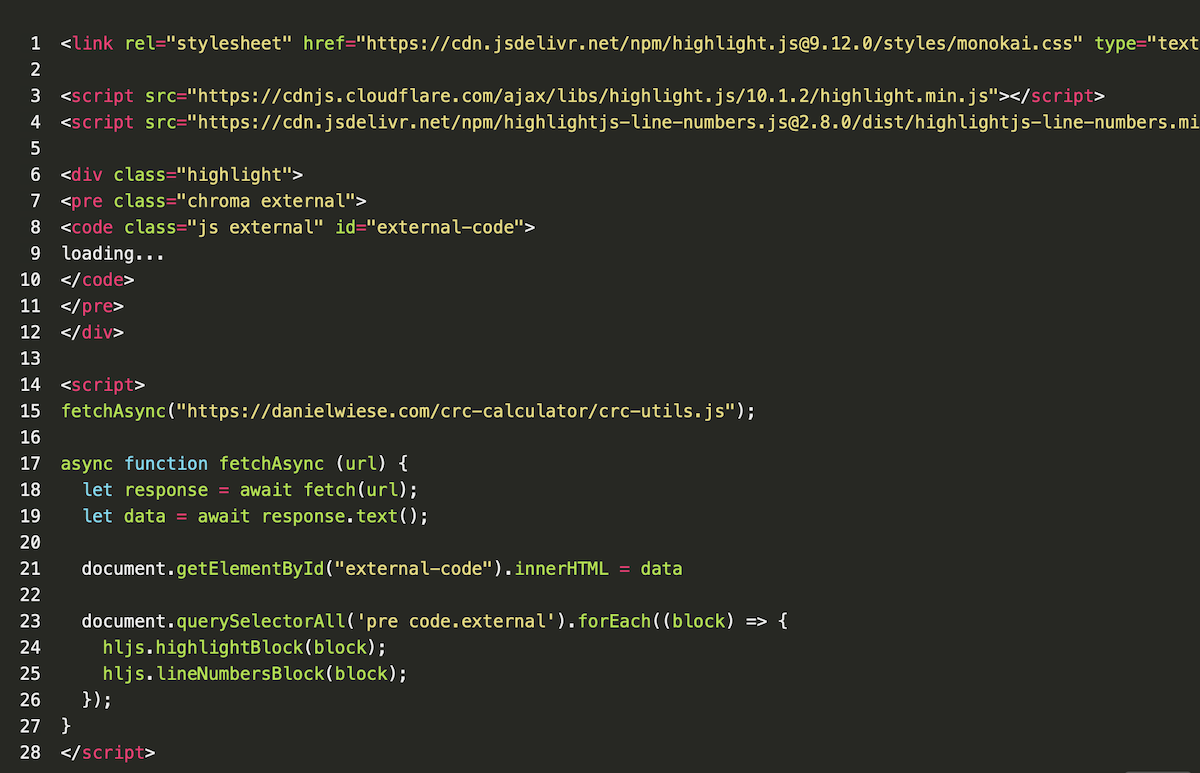 1 <link rel="stylesheet" href="https://cdn.jsdelivr.net/npm/highlight.js@9.12.0/styles/monokai.css" type="text
2
3 <script src="https://cdnjs.cloudflare.com/ajax/libs/highlight.js/10.1.2/highlight.min.js"></script>
4 <script src="https://cdn.jsdelivr.net/npm/highlightjs-line-numbers.js@2.8.0/dist/highlightjs-line-numbers.mi
5
6 <div class="highlight">
7 <pre class="chroma external">
8 <code class="js external" id="external-code">
9 loading...
10 </code>
11 </pre>
12 </div>
13
14 <script>
15 fetchAsync("https://danielwiese.com/crc-calculator/crc-utils.js");
16
17 async function fetchAsync (url) {
18   let response = await fetch(url);
19   let data = await response.text();
20
21   document.getElementById("external-code").innerHTML = data
22
23   document.querySelectorAll('pre code.external').forEach((block) => {
24     hljs.highlightBlock(block);
25     hljs.lineNumbersBlock(block);
26   });
27 }
28 </script>